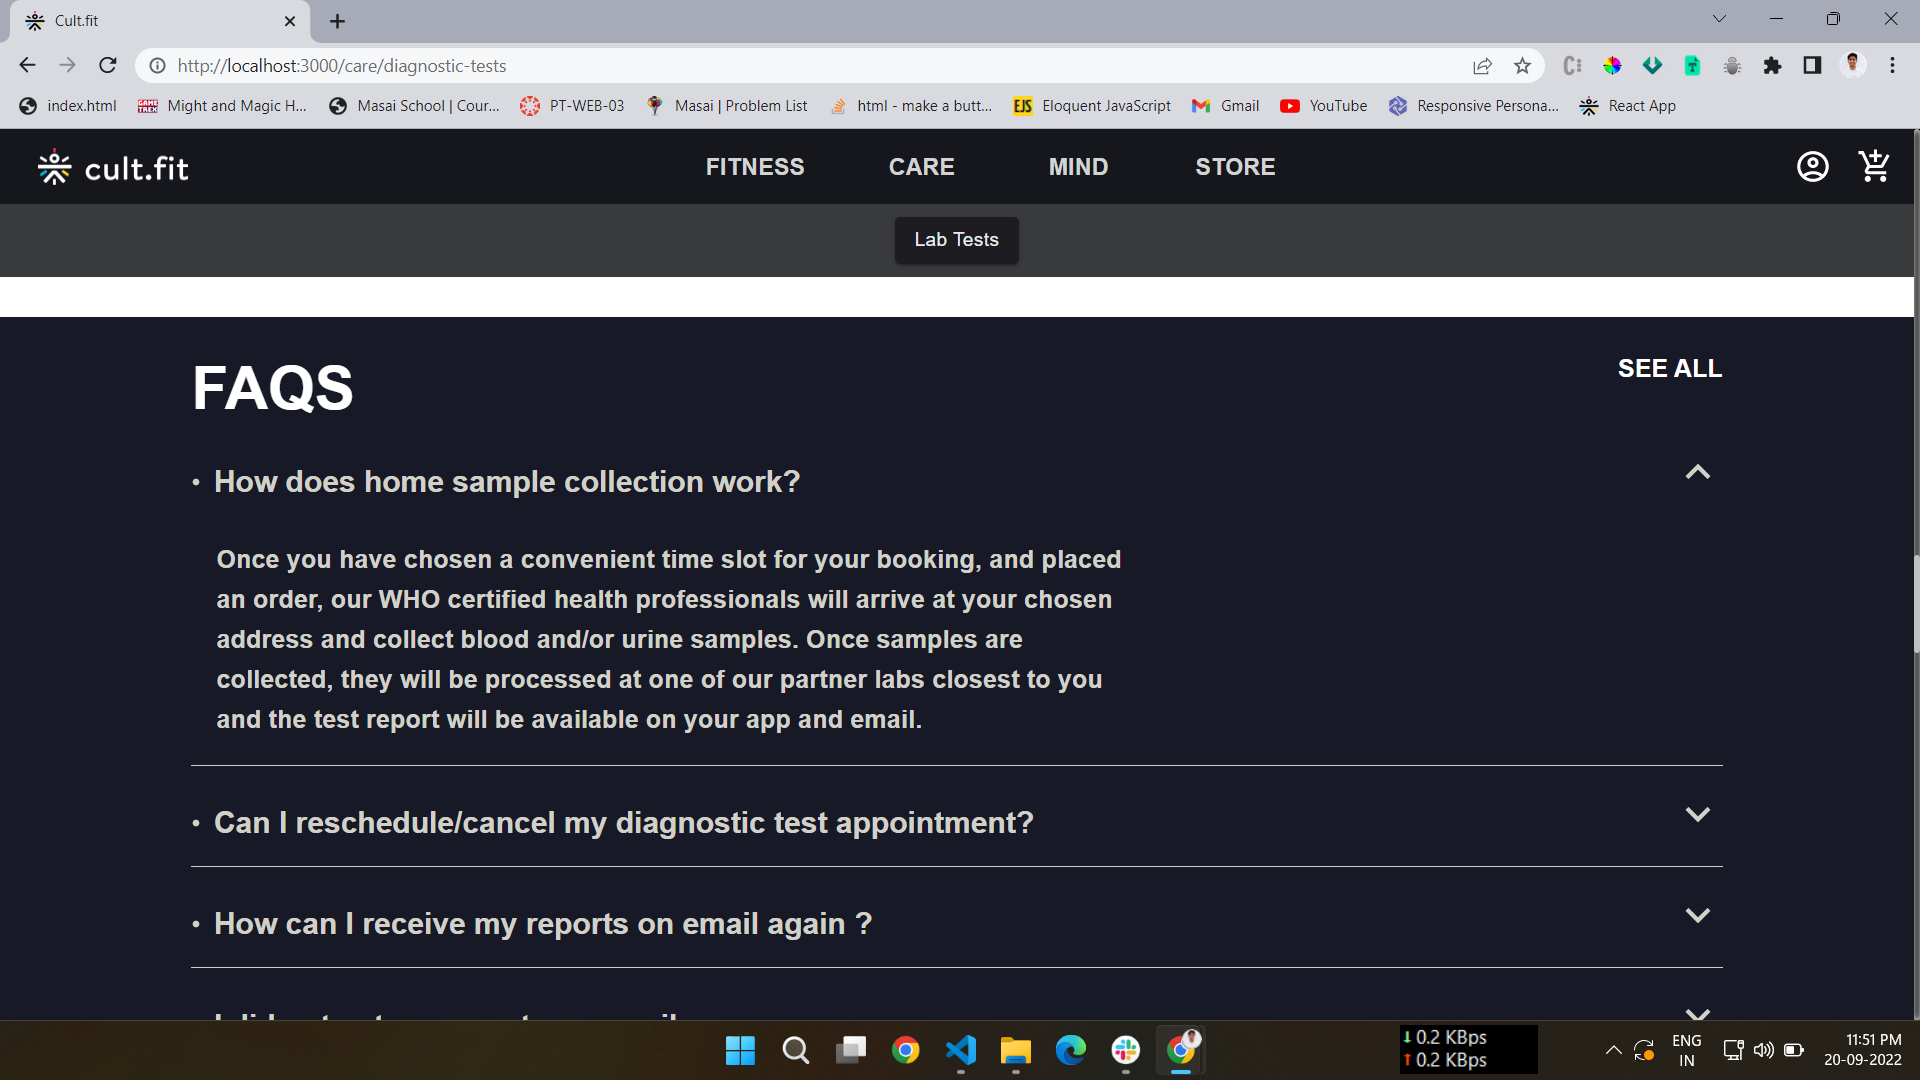 Cult.fit
http://localhost:3000/care/diagnostic-tests
index.html
Might and Magic H...
Masai School | Cour...
PT-WEB-03
Masai | Problem List
html - make a butt...
EJS Eloquent JavaScript
Gmail
YouTube
Responsive Persona...
React App
cult.fit
FITNESS
CARE
MIND
STORE
Lab Tests
FAQS
SEE ALL
• How does home sample collection work?
Once you have chosen a convenient time slot for your booking, and placed
an order, our WHO certified health professionals will arrive at your chosen
address and collect blood and/or urine samples. Once samples are
collected, they will be processed at one of our partner labs closest to you
and the test report will be available on your app and email.
• Can I reschedule/cancel my diagnostic test appointment?
• How can I receive my reports on email again ?
0.2 KBps
0.2 KBps
ENG
IN
11:51 PM
20-09-2022